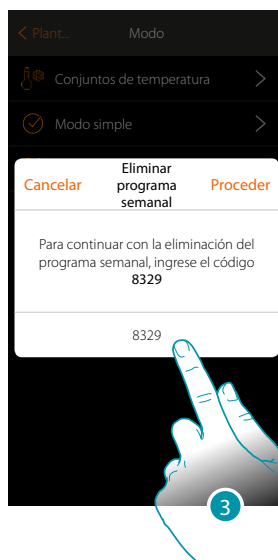 < Plant...
Modo
Conjuntos de temperatura
Modo simple
Cancelar
Eliminar
programa
semanal
Proceder
Para continuar con la eliminación del
programa semanal, ingrese el código
8329
8329
3